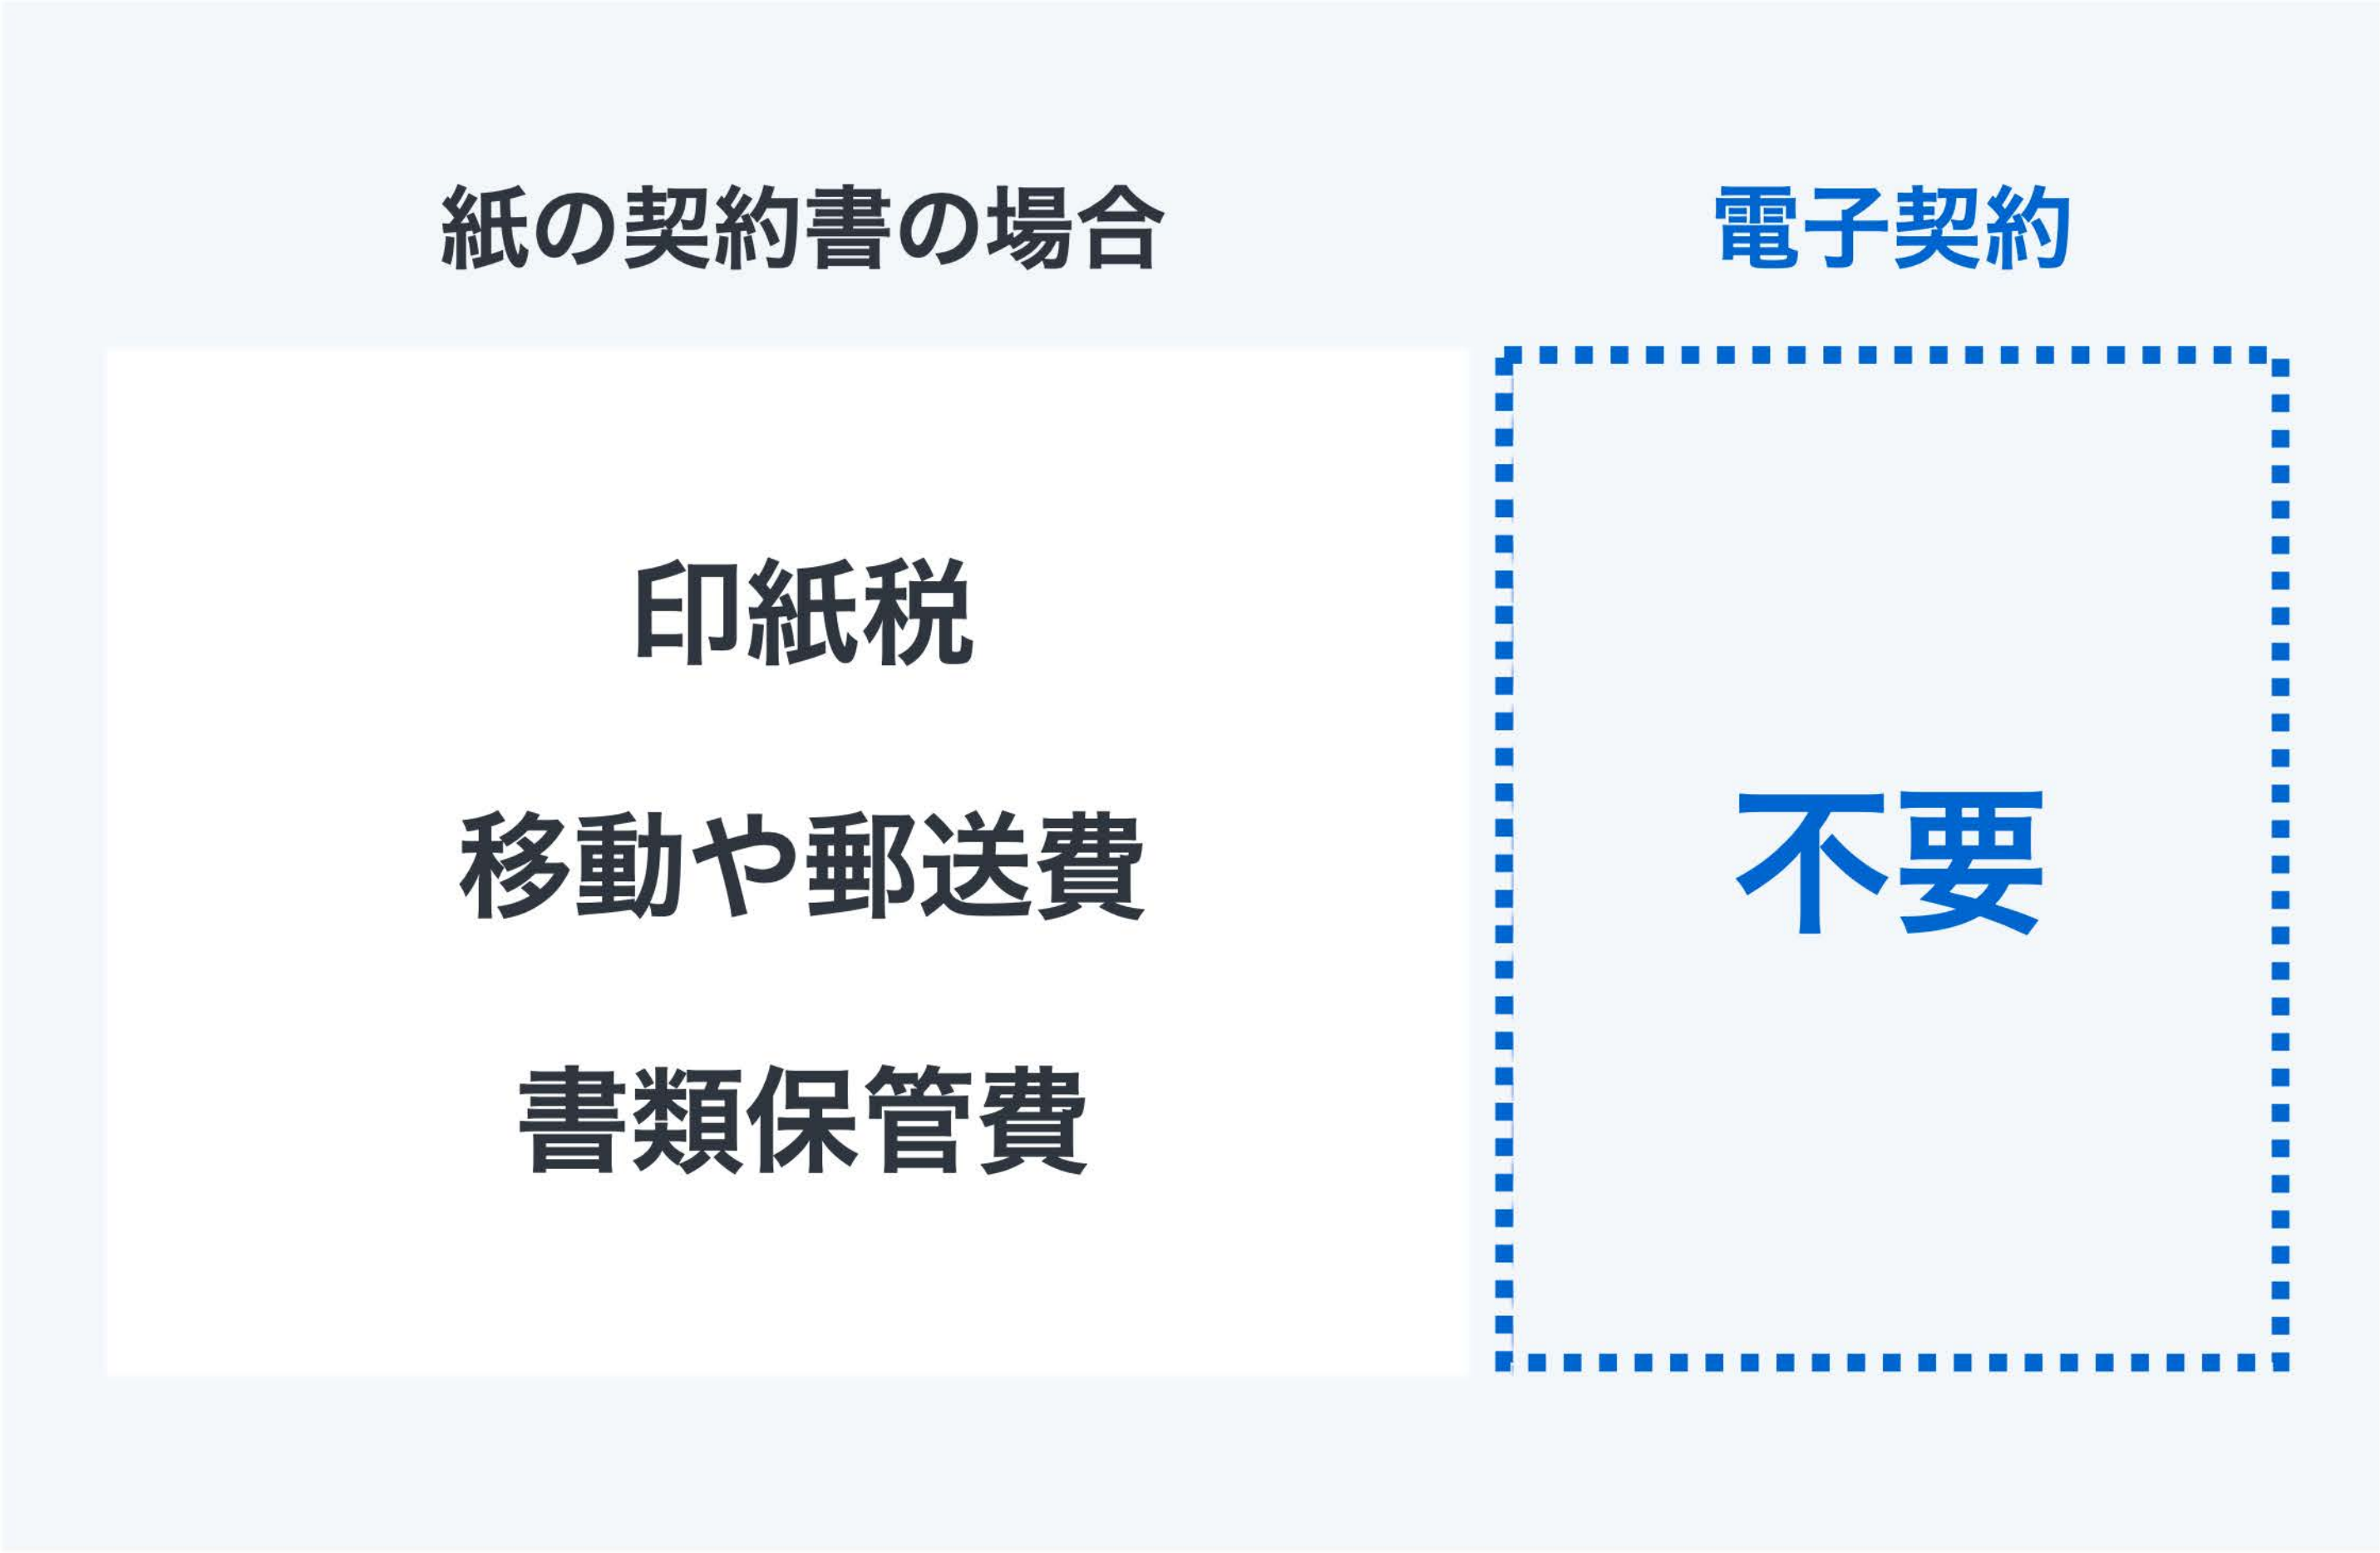 紙の契約書の場合
電子契約
印紙税
移動や郵送費
書類保管費
不要